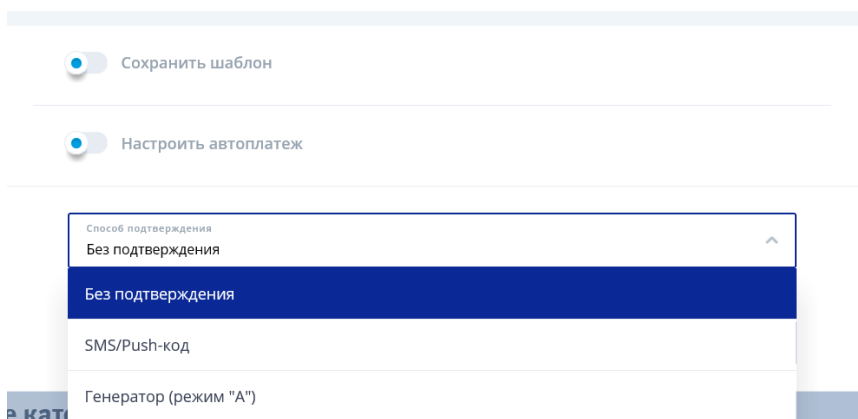 Сохранить шаблон
Настроить автоплатеж
Способ подтверждения
Без подтверждения
Без подтверждения
SMS/Push-код
Генератор (режим "А")